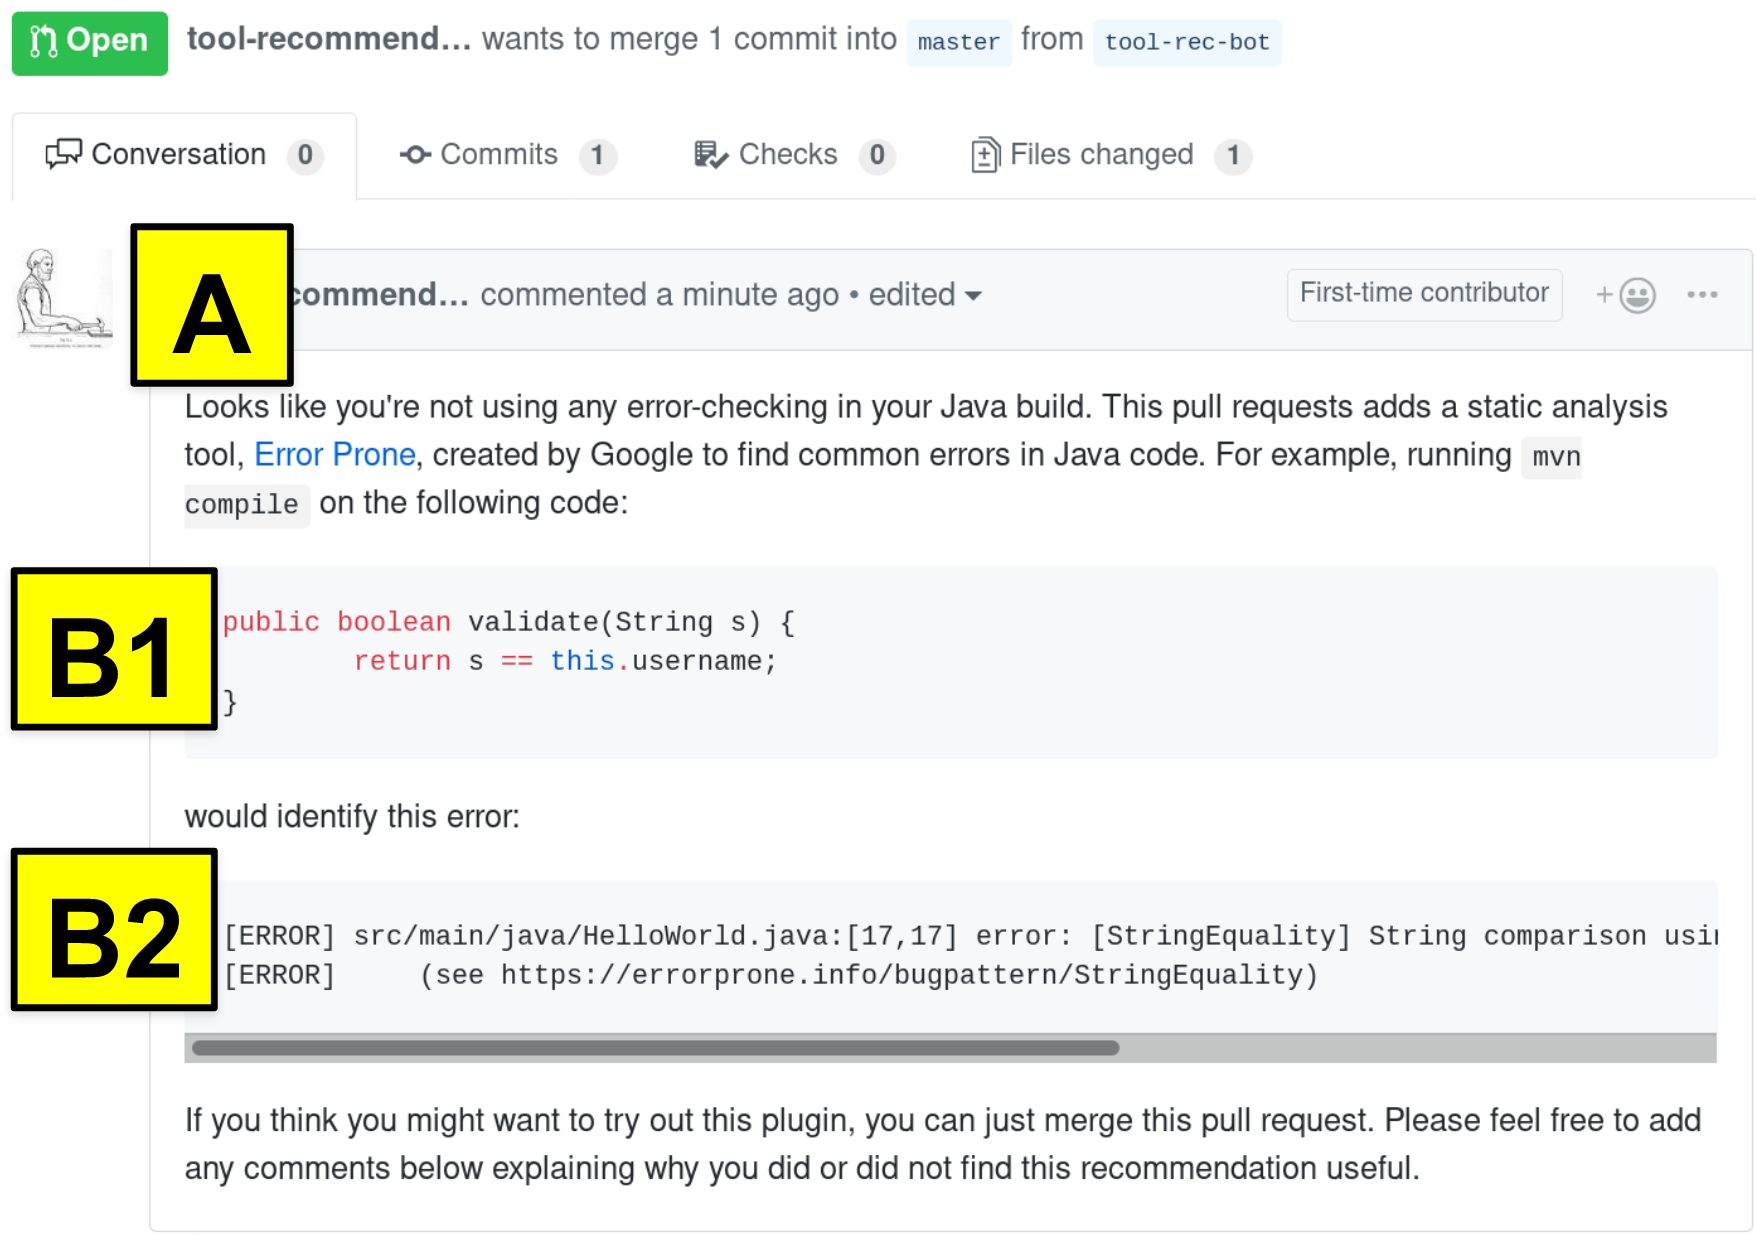 Open tool-recommend... wants to merge 1 commit into master from tool-rec-bot
Conversation 0 Commits 1 Checks 0 Files changed 1
A
commend... commented a minute ago • edited First-time contributor
Looks like you're not using any error-checking in your Java build. This pull requests adds a static analysis
tool, Error Prone, created by Google to find common errors in Java code. For example, running mvn
compile on the following code:
B1
public boolean validate(String s) {
return s == this.username;
}
would identify this error:
B2
[ERROR] src/main/java/HelloWorld.java:[17,17] error: [StringEquality] String comparison usin
[ERROR] (see https://errorprone.info/bugpattern/StringEquality)
If you think you might want to try out this plugin, you can just merge this pull request. Please feel free to add
any comments below explaining why you did or did not find this recommendation useful.